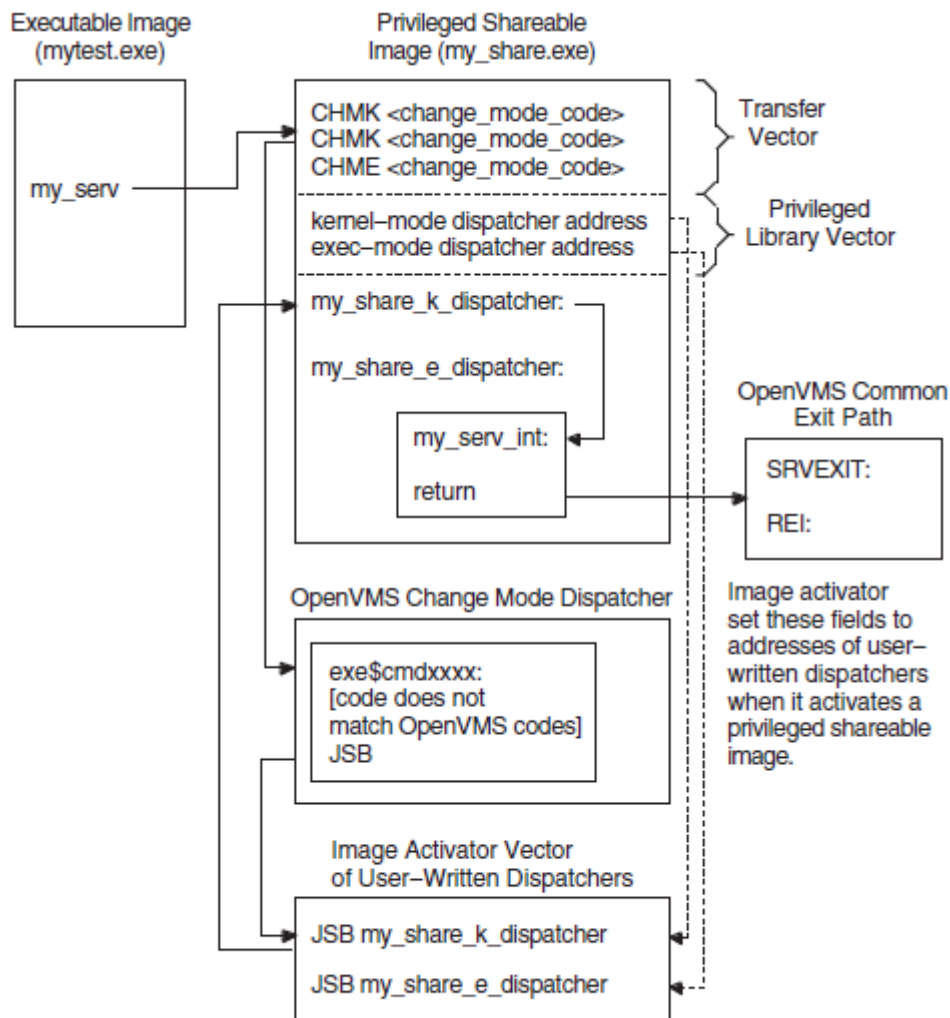 Executable Image
(mytest.exe)
Privileged Shareable
Image (my_share.exe)
my_serv
CHMK <change_mode_code>
CHMK <change_mode_code>
CHME <change_mode_code>
Transfer
Vector
kernel–mode dispatcher address
exec–mode dispatcher address
Privileged
Library Vector
my_share_k_dispatcher:
my_share_e_dispatcher:
my_serv_int:
return
OpenVMS Common
Exit Path
SRVEXIT:
REI:
OpenVMS Change Mode Dispatcher
exe$cmdxxxx:
[code does not
match OpenVMS codes]
JSB
Image activator
set these fields to
addresses of user–
written dispatchers
when it activates a
privileged shareable
image.
Image Activator Vector
of User–Written Dispatchers
JSB my_share_k_dispatcher
JSB my_share_e_dispatcher